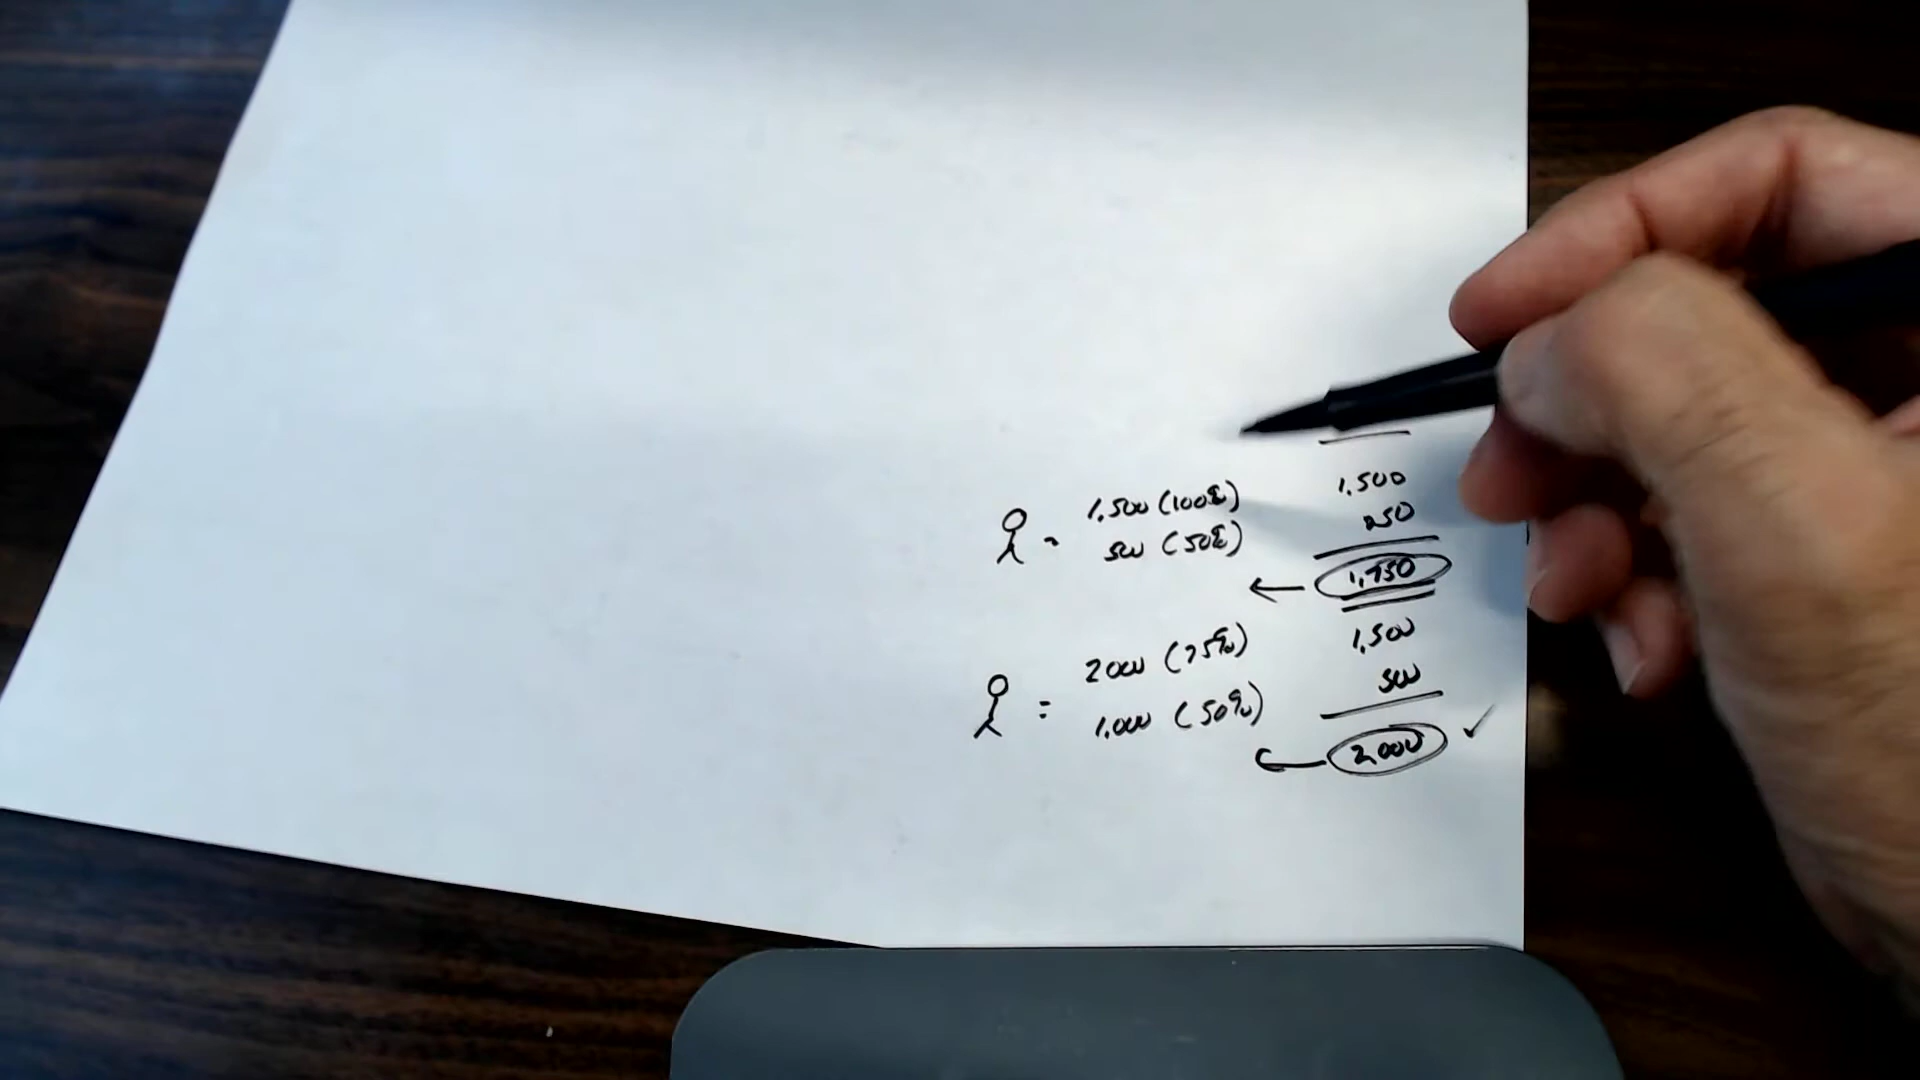 1,500 (100%) 1,500
= 500 (50%) 250
← 1,750
2000 (75%) 1,500
= 1,000 (50%) 500
← 2,000 ✓